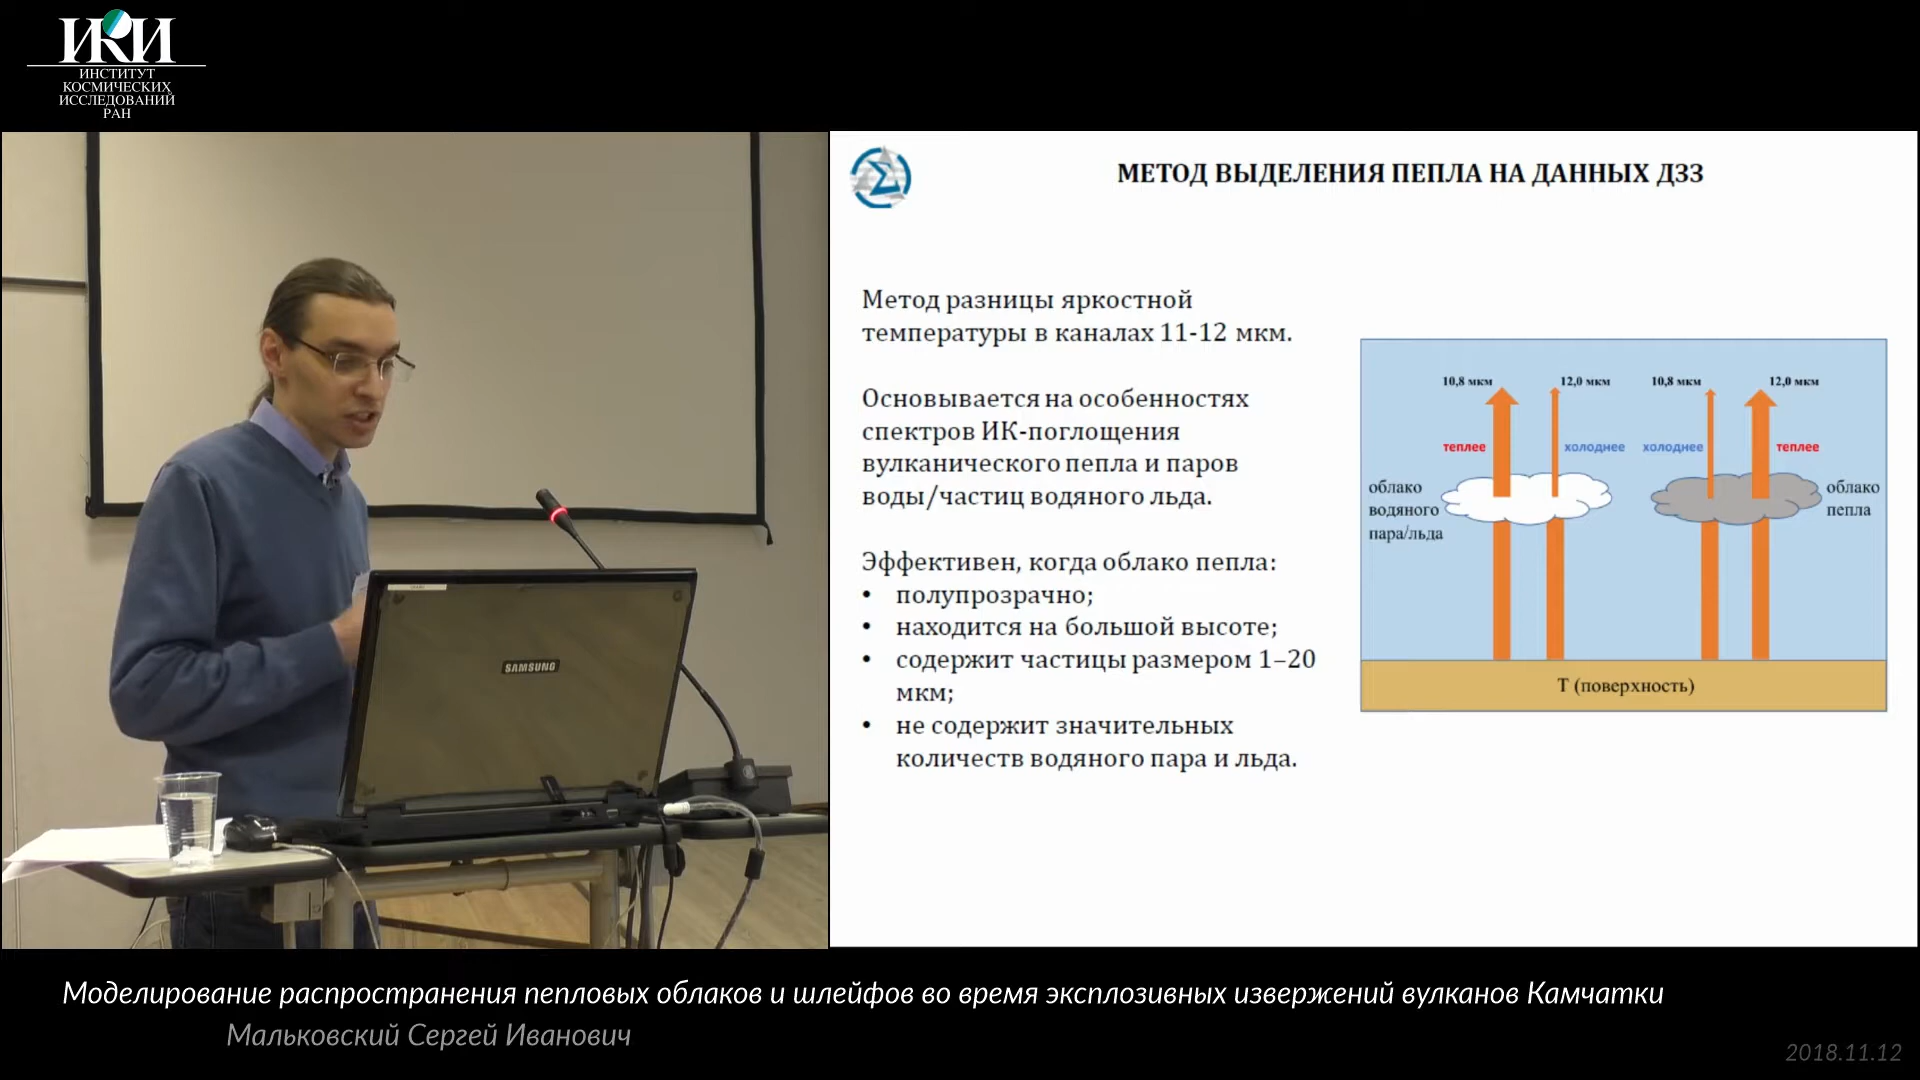 ИКИ
ИНСТИТУТ
КОСМИЧЕСКИХ
ИССЛЕДОВАНИЙ
РАН
SAMSUNG
МЕТОД ВЫДЕЛЕНИЯ ПЕПЛА НА ДАННЫХ ДЗЗ
Метод разницы яркостной
температуры в каналах 11-12 мкм.
Основывается на особенностях
спектров ИК-поглощения
вулканического пепла и паров
воды/частиц водяного льда.
Эффективен, когда облако пепла:
• полупрозрачно;
• находится на большой высоте;
• содержит частицы размером 1–20
мкм;
• не содержит значительных
количеств водяного пара и льда.
10,8 мкм 12,0 мкм 10,8 мкм 12,0 мкм
теплее холоднее холоднее теплее
облако
водяного
пара/льда
облако
пепла
Т (поверхность)
Моделирование распространения пепловых облаков и шлейфов во время эксплозивных извержений вулканов Камчатки
Мальковский Сергей Иванович
2018.11.12